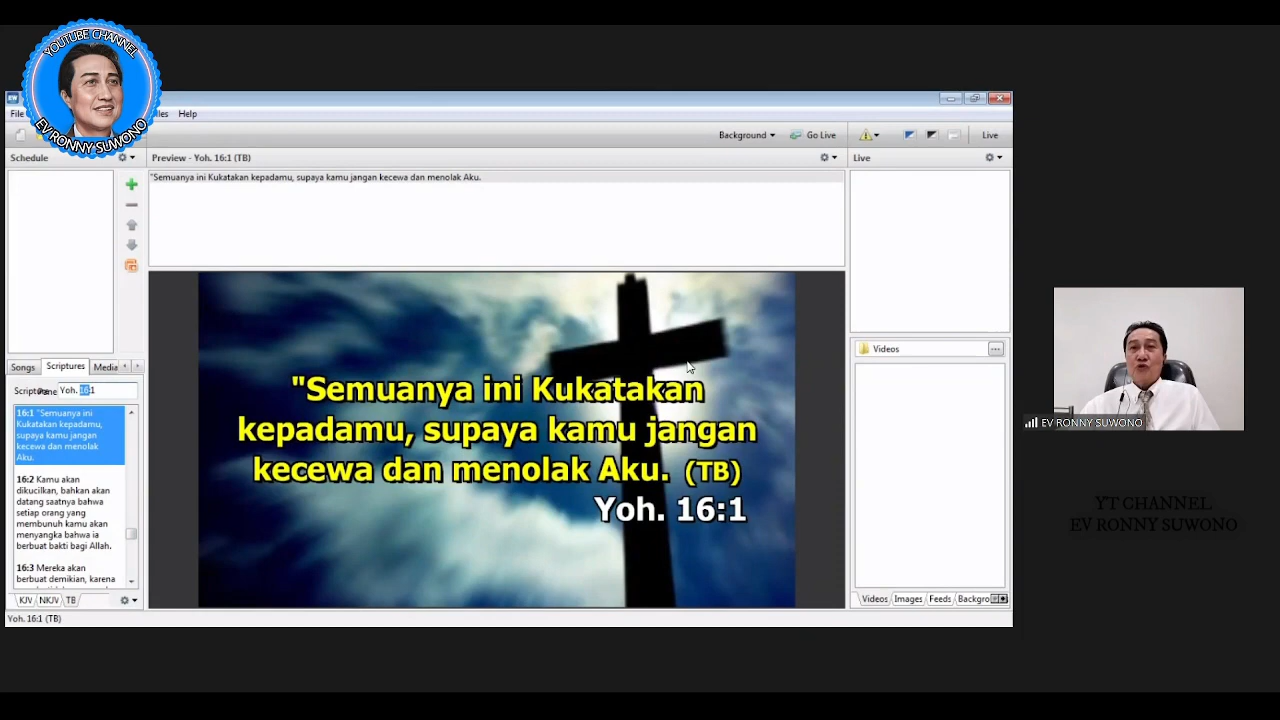 YOUTUBE CHANNEL
EV RONNY SUWONO
EW
File
Help
Background
Go Live
Live
Schedule
Preview - Yoh. 16:1 (TB)
Live
"Semuanya ini Kukatakan kepadamu, supaya kamu jangan kecewa dan menolak Aku.
"Semuanya ini Kukatakan
kepadamu, supaya kamu jangan
kecewa dan menolak Aku. (TB)
Yoh. 16:1
Songs
Scriptures
Media
Yoh. 16:1
16:1 "Semuanya ini
Kukatakan kepadamu,
supaya kamu jangan
kecewa dan menolak
Aku.
16:2 Kamu akan
dikucilkan, bahkan akan
datang saatnya bahwa
setiap orang yang
membunuh kamu akan
menyangka bahwa ia
berbuat bakti bagi Allah.
16:3 Mereka akan
berbuat demikian, karena
KJV
NKJV
TB
Yoh. 16:1 (TB)
Videos
Videos
Images
Feeds
Backgro
EV RONNY SUWONO
YT CHANNEL
EV RONNY SUWONO